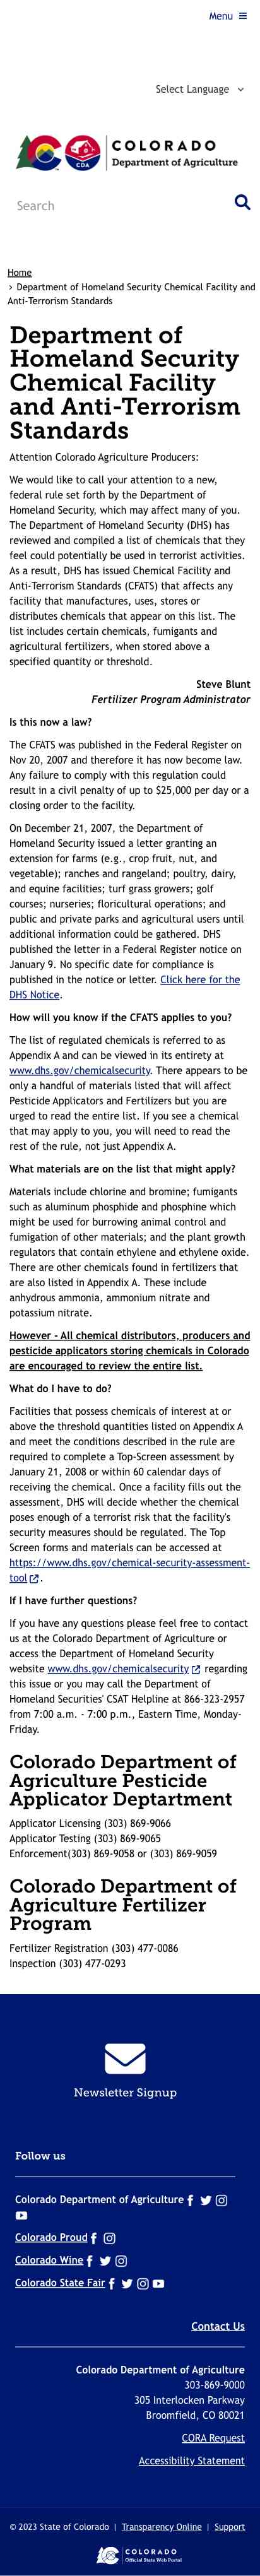 Menu
Select Language
COLORADO
Department of Agriculture
CDA
Search
Home
› Department of Homeland Security Chemical Facility and
Anti-Terrorism Standards
Department of
Homeland Security
Chemical Facility
and Anti-Terrorism
Standards
Attention Colorado Agriculture Producers:
We would like to call your attention to a new,
federal rule set forth by the Department of
Homeland Security, which may affect many of you.
The Department of Homeland Security (DHS) has
reviewed and compiled a list of chemicals that they
feel could potentially be used in terrorist activities.
As a result, DHS has issued Chemical Facility and
Anti-Terrorism Standards (CFATS) that affects any
facility that manufactures, uses, stores or
distributes chemicals that appear on this list. The
list includes certain chemicals, fumigants and
agricultural fertilizers, when stored above a
specified quantity or threshold.
Steve Blunt
Fertilizer Program Administrator
Is this now a law?
The CFATS was published in the Federal Register on
Nov 20, 2007 and therefore it has now become law.
Any failure to comply with this regulation could
result in a civil penalty of up to $25,000 per day or a
closing order to the facility.
On December 21, 2007, the Department of
Homeland Security issued a letter granting an
extension for farms (e.g., crop fruit, nut, and
vegetable); ranches and rangeland; poultry, dairy,
and equine facilities; turf grass growers; golf
courses; nurseries; floricultural operations; and
public and private parks and agricultural users until
additional information could be gathered. DHS
published the letter in a Federal Register notice on
January 9. No specific date for compliance is
published in the notice or letter. Click here for the
DHS Notice.
How will you know if the CFATS applies to you?
The list of regulated chemicals is referred to as
Appendix A and can be viewed in its entirety at
www.dhs.gov/chemicalsecurity. There appears to be
only a handful of materials listed that will affect
Pesticide Applicators and Fertilizers but you are
urged to read the entire list. If you see a chemical
that may apply to you, you will need to read the
rest of the rule, not just Appendix A.
What materials are on the list that might apply?
Materials include chlorine and bromine; fumigants
such as aluminum phosphide and phosphine which
might be used for burrowing animal control and
fumigation of other materials; and the plant growth
regulators that contain ethylene and ethylene oxide.
There are other chemicals found in fertilizers that
are also listed in Appendix A. These include
anhydrous ammonia, ammonium nitrate and
potassium nitrate.
However - All chemical distributors, producers and
pesticide applicators storing chemicals in Colorado
are encouraged to review the entire list.
What do I have to do?
Facilities that possess chemicals of interest at or
above the threshold quantities listed on Appendix A
and meet the conditions described in the rule are
required to complete a Top-Screen assessment by
January 21, 2008 or within 60 calendar days of
receiving the chemical. Once a facility fills out the
assessment, DHS will decide whether the chemical
poses enough of a terrorist risk that the facility's
security measures should be regulated. The Top
Screen forms and materials can be accessed at
https://www.dhs.gov/chemical-security-assessment-
tool.
If I have further questions?
If you have any questions please feel free to contact
us at the Colorado Department of Agriculture or
access the Department of Homeland Security
website www.dhs.gov/chemicalsecurity regarding
this issue or you may call the Department of
Homeland Securities' CSAT Helpline at 866-323-2957
from 7:00 a.m. - 7:00 p.m., Eastern Time, Monday-
Friday.
Colorado Department of
Agriculture Pesticide
Applicator Deptartment
Applicator Licensing (303) 869-9066
Applicator Testing (303) 869-9065
Enforcement(303) 869-9058 or (303) 869-9059
Colorado Department of
Agriculture Fertilizer
Program
Fertilizer Registration (303) 477-0086
Inspection (303) 477-0293
Newsletter Signup
Follow us
Colorado Department of Agriculture
Colorado Proud
Colorado Wine
Colorado State Fair
Contact Us
Colorado Department of Agriculture
303-869-9000
305 Interlocken Parkway
Broomfield, CO 80021
CORA Request
Accessibility Statement
© 2023 State of Colorado | Transparency Online | Support
COLORADO
Official State Web Portal